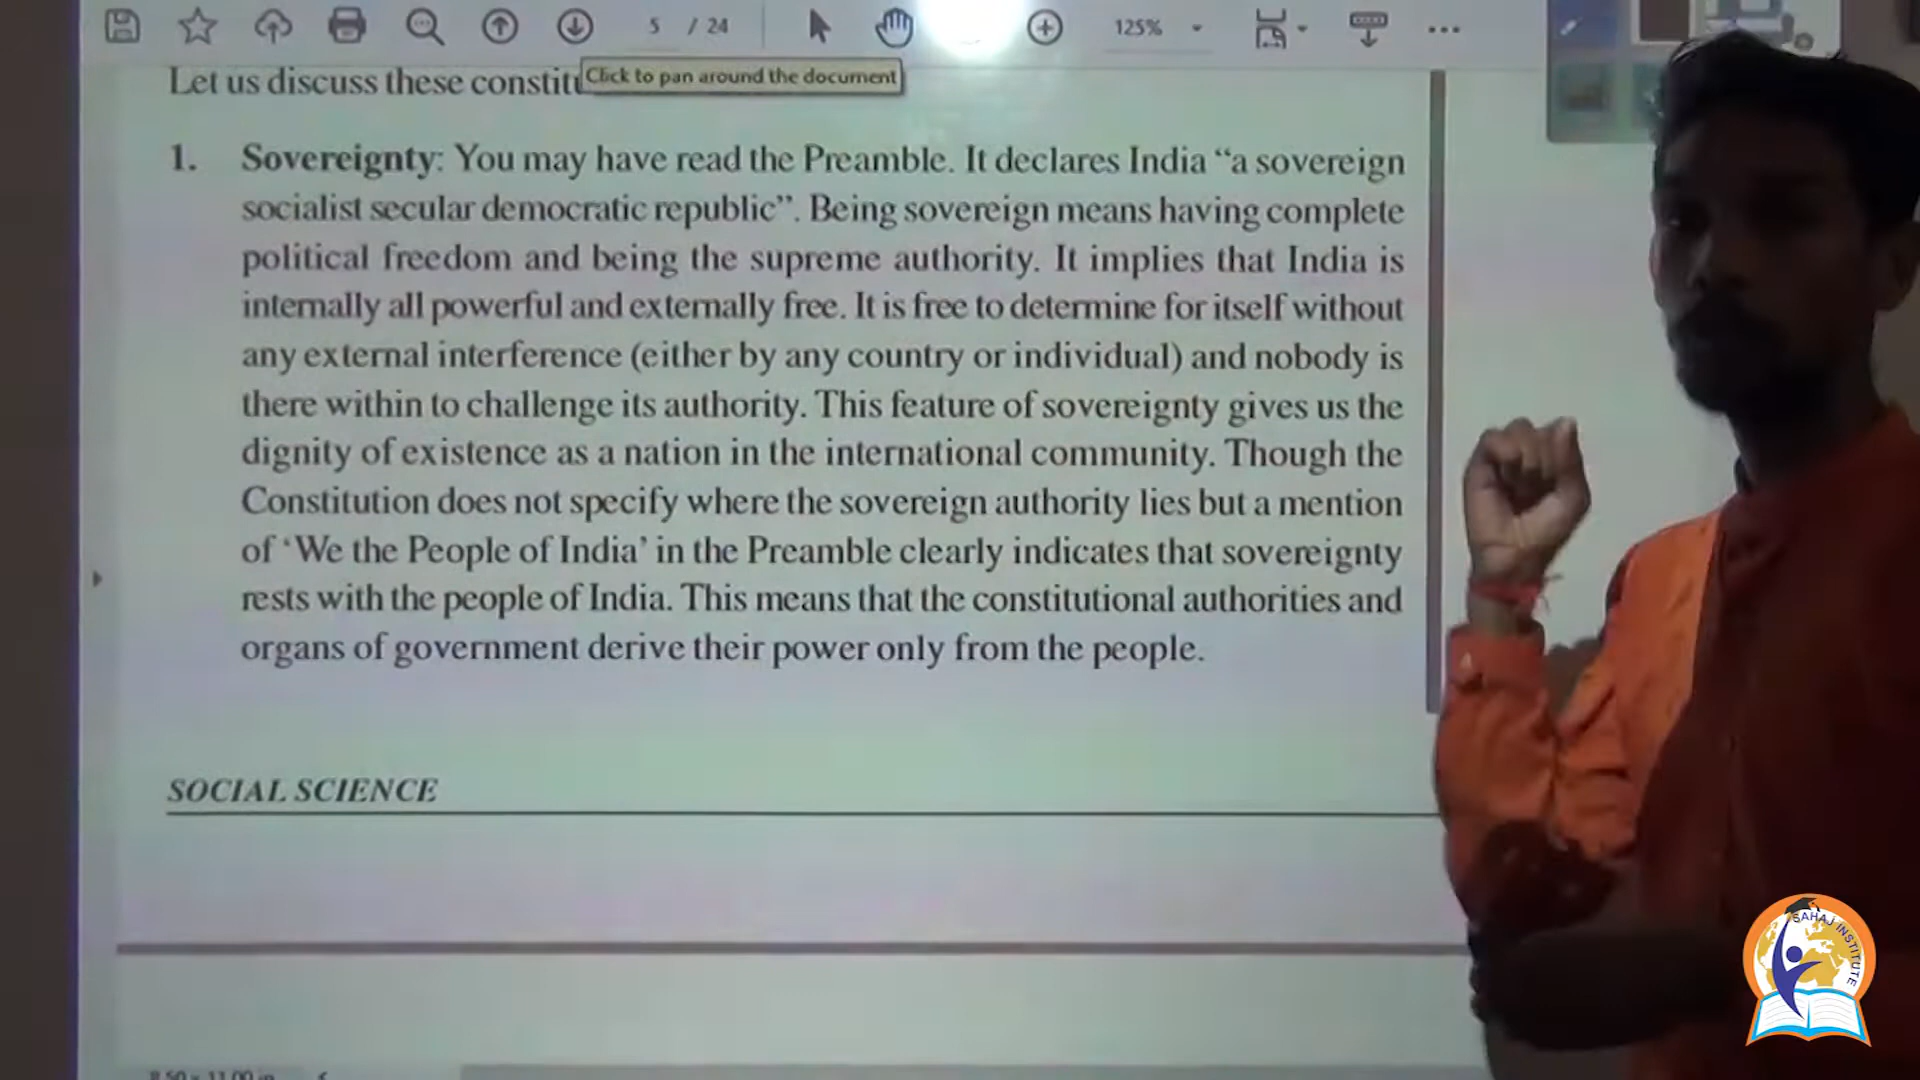 5 / 24
125%
Let us discuss these constitu
Click to pan around the document
1. Sovereignty: You may have read the Preamble. It declares India “a sovereign
socialist secular democratic republic”. Being sovereign means having complete
political freedom and being the supreme authority. It implies that India is
internally all powerful and externally free. It is free to determine for itself without
any external interference (either by any country or individual) and nobody is
there within to challenge its authority. This feature of sovereignty gives us the
dignity of existence as a nation in the international community. Though the
Constitution does not specify where the sovereign authority lies but a mention
of ‘We the People of India’ in the Preamble clearly indicates that sovereignty
rests with the people of India. This means that the constitutional authorities and
organs of government derive their power only from the people.
SOCIAL SCIENCE
SAHAJ INSTITUTE